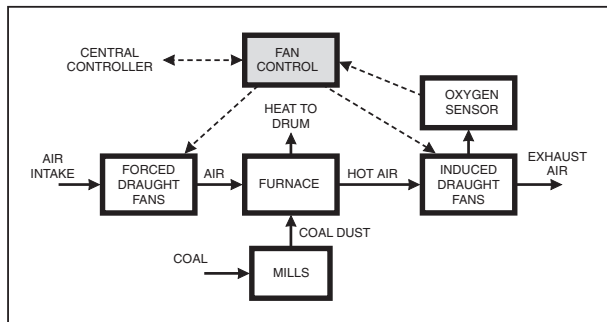 CENTRAL
CONTROLLER
FAN
CONTROL
OXYGEN
SENSOR
HEAT TO
DRUM
AIR
INTAKE
FORCED
DRAUGHT
FANS
AIR
FURNACE
HOT AIR
INDUCED
DRAUGHT
FANS
EXHAUST
AIR
COAL DUST
COAL
MILLS